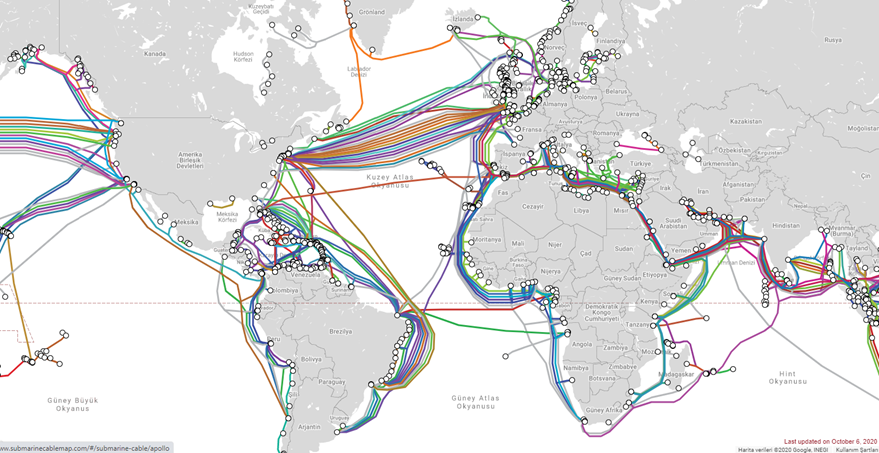 Kuzeybatı
Geçidi
Grönland
İzlanda
İsveç
Norveç
Finlandiya
Rusya
Kanada
Hudson
Körfezi
Labrador
Denizi
Belarus
Polonya
Almanya
Ukrayna
Kazakistan
Moğolistan
Fransa
Avusturya
Romanya
İspanya
Türkiye
Özbekistan
Türkmenistan
Amerika
Birleşik
Devletleri
Kuzey Atlas
Okyanusu
Fas
Irak
İran
Afganistan
Pakistan
Çin
Cezayir
Libya
Mısır
Suudi
Arabistan
Hindistan
Myanmar
(Burma)
Meksika
Meksika
Körfezi
Moritanya
Mali
Nijer
Çad
Sudan
Yemen
Umman
Umman Denizi
Tayland
Burkina
Faso
Nijerya
Güney Sudan
Etiyopya
Venezuela
Kolombiya
Kenya
Demokratik
Kongo
Cumhuriyeti
Tanzanya
Brezilya
Peru
Angola
Zambiya
Bolivya
Namibya
Zimbabve
Botsvana
Madagaskar
Paraguay
Şili
Güney Afrika
Uruguay
Arjantin
Güney Büyük
Okyanus
Güney Atlas
Okyanusu
Hint
Okyanusu
www.submarinecablemap.com/#/submarine-cable/apollo
Last updated on October 6, 2020
Harita verileri ©2020 Google, INEGI Kullanım Şartları